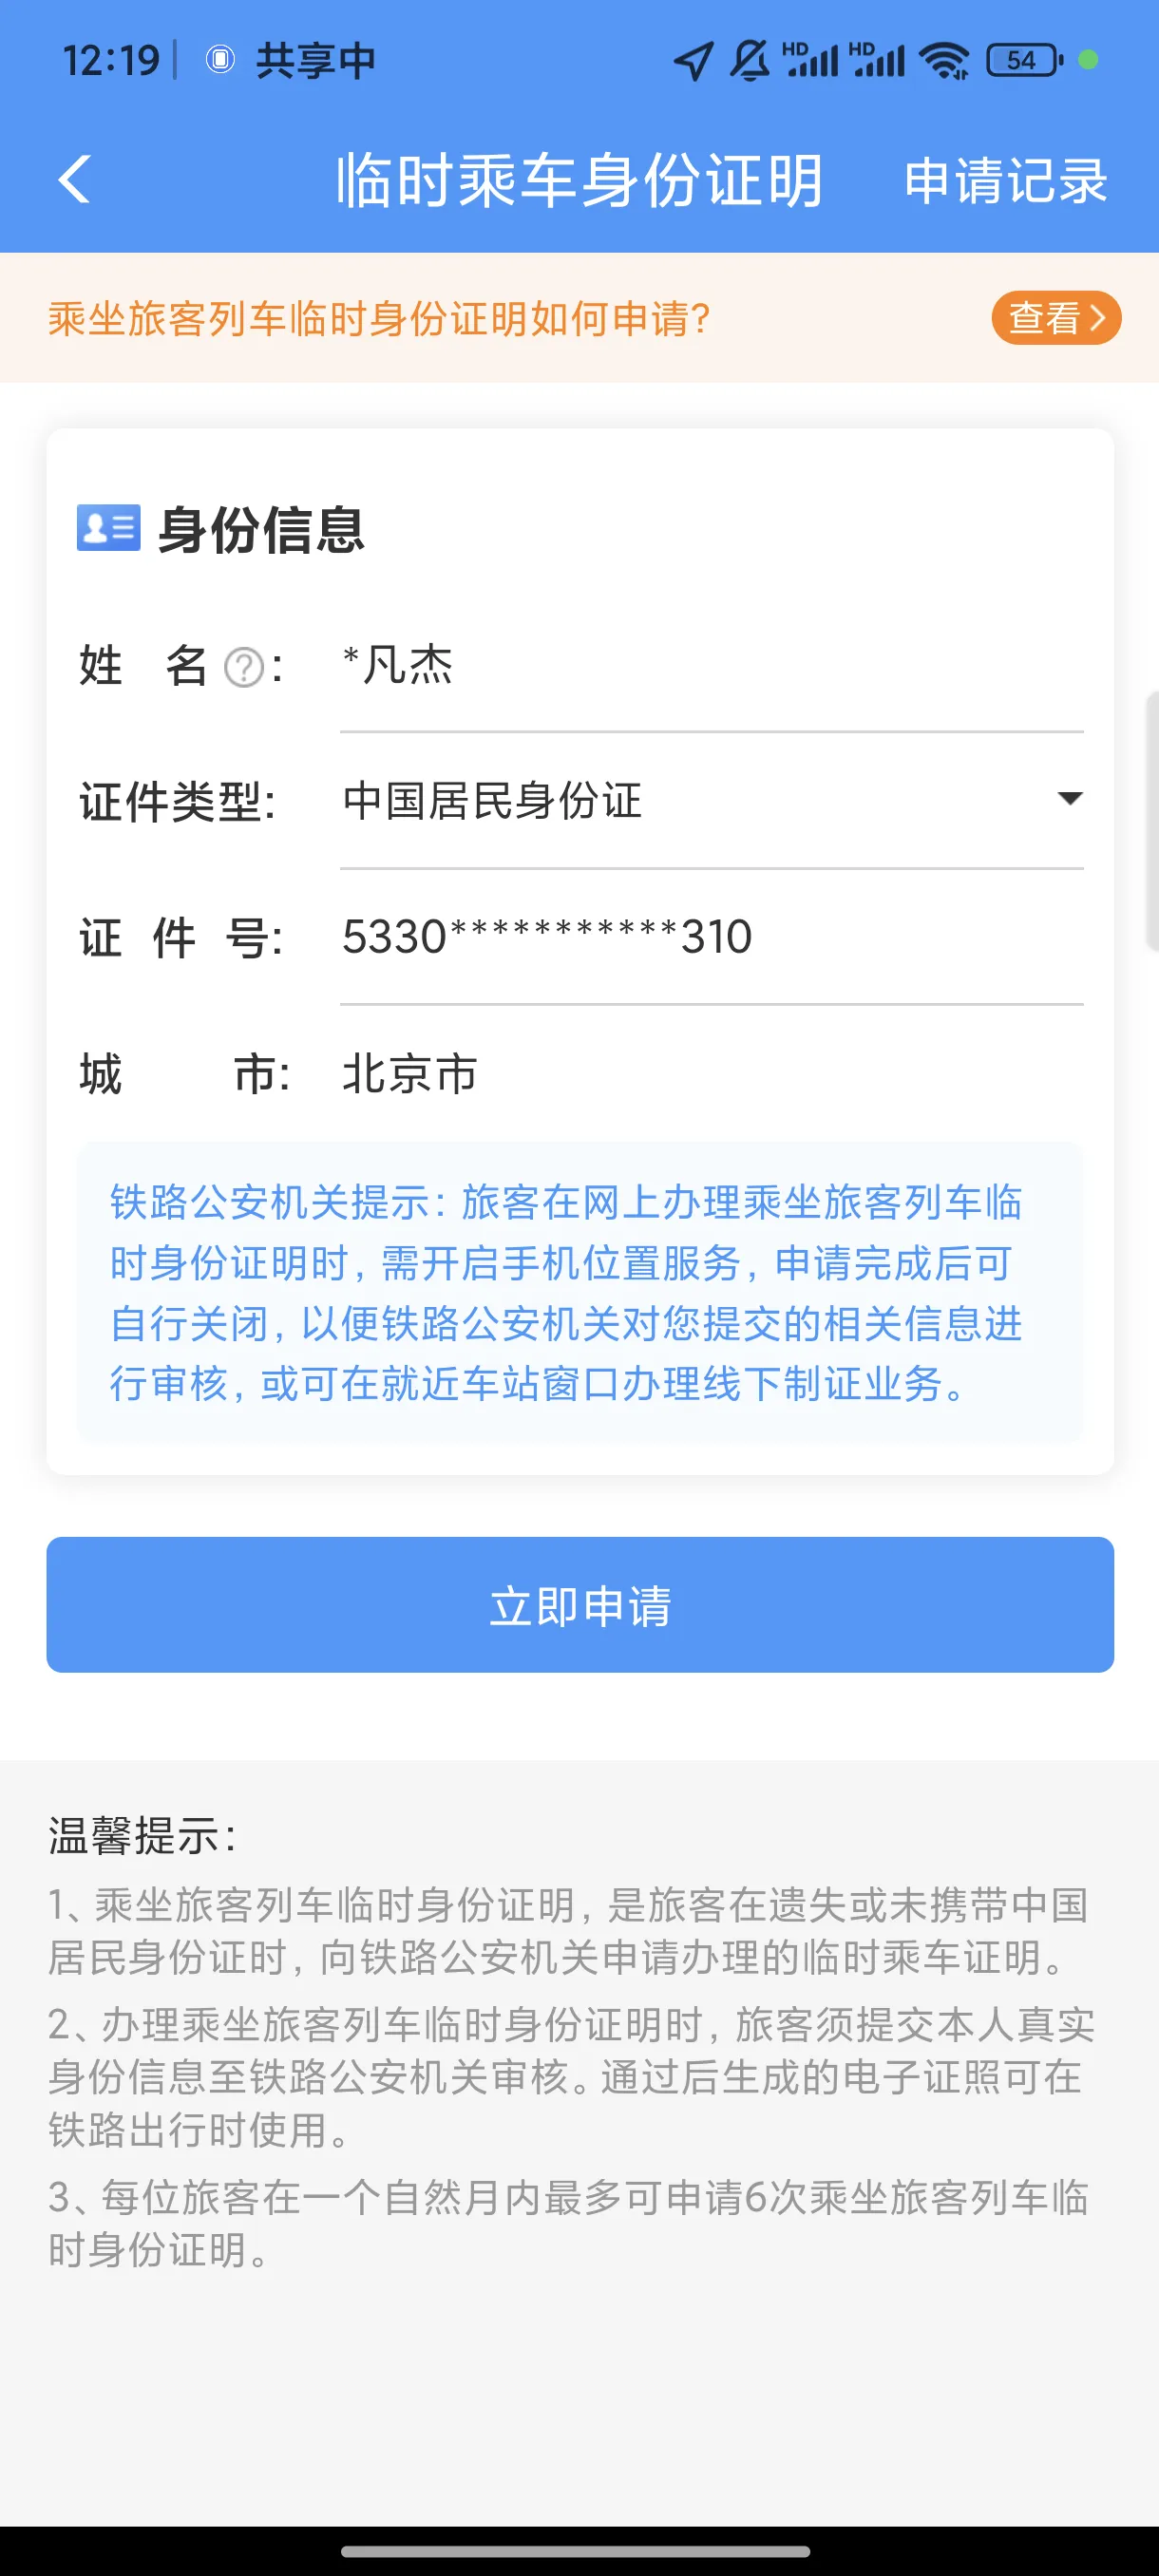 12:19 共享中 HD HD 54
临时乘车身份证明 申请记录
乘坐旅客列车临时身份证明如何申请? 查看
身份信息
姓 名?: *凡杰
证件类型: 中国居民身份证
证 件 号: 5330***********310
城 市: 北京市
铁路公安机关提示：旅客在网上办理乘坐旅客列车临
时身份证明时，需开启手机位置服务，申请完成后可
自行关闭，以便铁路公安机关对您提交的相关信息进
行审核，或可在就近车站窗口办理线下制证业务。
立即申请
温馨提示：
1、乘坐旅客列车临时身份证明，是旅客在遗失或未携带中国
居民身份证时，向铁路公安机关申请办理的临时乘车证明。
2、办理乘坐旅客列车临时身份证明时，旅客须提交本人真实
身份信息至铁路公安机关审核。通过后生成的电子证照可在
铁路出行时使用。
3、每位旅客在一个自然月内最多可申请6次乘坐旅客列车临
时身份证明。